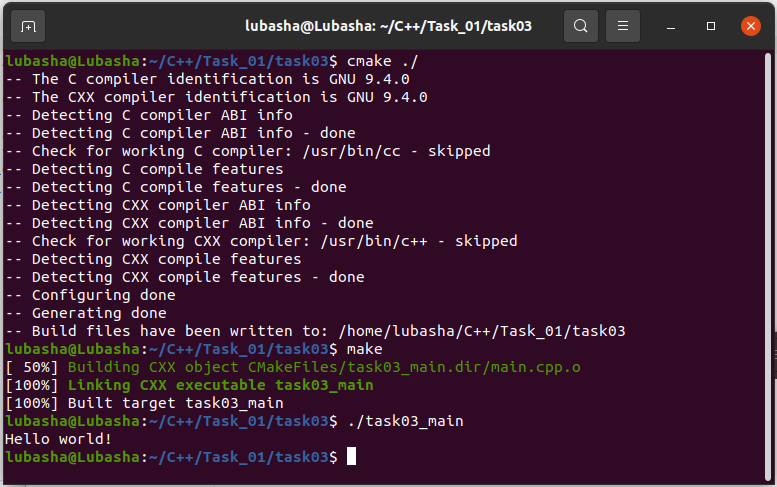 lubasha@Lubasha: ~/C++/Task_01/task03
lubasha@Lubasha:~/C++/Task_01/task03$ cmake ./
-- The C compiler identification is GNU 9.4.0
-- The CXX compiler identification is GNU 9.4.0
-- Detecting C compiler ABI info
-- Detecting C compiler ABI info - done
-- Check for working C compiler: /usr/bin/cc - skipped
-- Detecting C compile features
-- Detecting C compile features - done
-- Detecting CXX compiler ABI info
-- Detecting CXX compiler ABI info - done
-- Check for working CXX compiler: /usr/bin/c++ - skipped
-- Detecting CXX compile features
-- Detecting CXX compile features - done
-- Configuring done
-- Generating done
-- Build files have been written to: /home/lubasha/C++/Task_01/task03
lubasha@Lubasha:~/C++/Task_01/task03$ make
[ 50%] Building CXX object CMakeFiles/task03_main.dir/main.cpp.o
[100%] Linking CXX executable task03_main
[100%] Built target task03_main
lubasha@Lubasha:~/C++/Task_01/task03$ ./task03_main
Hello world!
lubasha@Lubasha:~/C++/Task_01/task03$